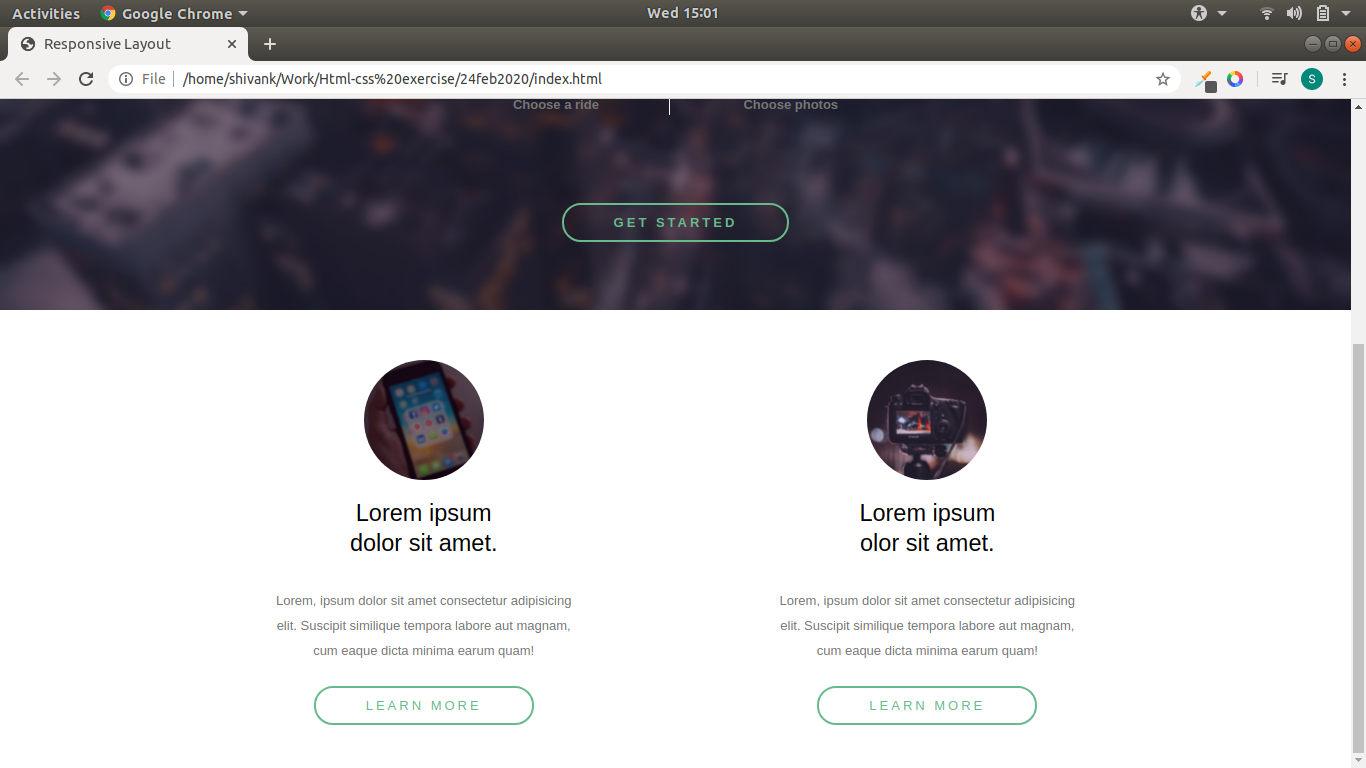 Activities Google Chrome Wed 15:01
Responsive Layout
File /home/shivank/Work/Html-css%20exercise/24feb2020/index.html S
Choose a ride Choose photos
GET STARTED
Lorem ipsum
dolor sit amet.
Lorem, ipsum dolor sit amet consectetur adipisicing
elit. Suscipit similique tempora labore aut magnam,
cum eaque dicta minima earum quam!
LEARN MORE
Lorem ipsum
olor sit amet.
Lorem, ipsum dolor sit amet consectetur adipisicing
elit. Suscipit similique tempora labore aut magnam,
cum eaque dicta minima earum quam!
LEARN MORE